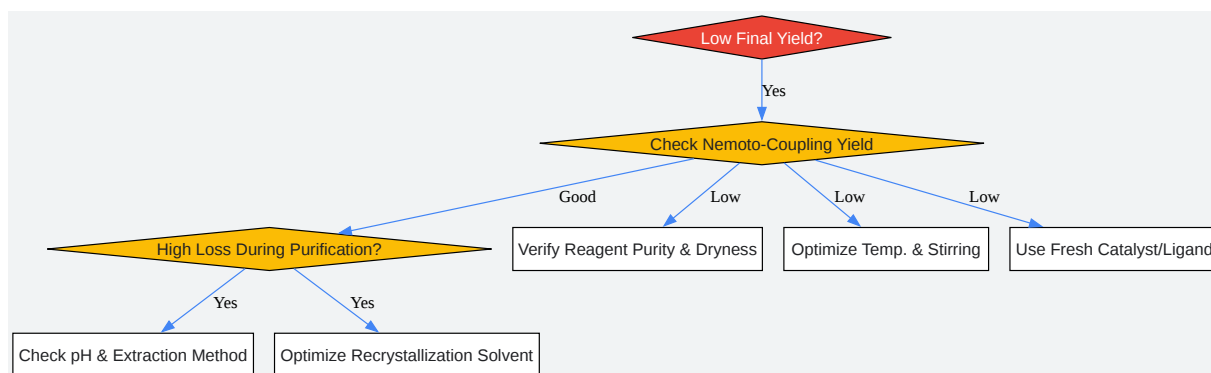 Low Final Yield?
Yes
Check Nemoto-Coupling Yield
Good
Low
Low
Low
High Loss During Purification?
Verify Reagent Purity & Dryness
Optimize Temp. & Stirring
Use Fresh Catalyst/Ligand
Yes
Yes
Check pH & Extraction Method
Optimize Recrystallization Solvent